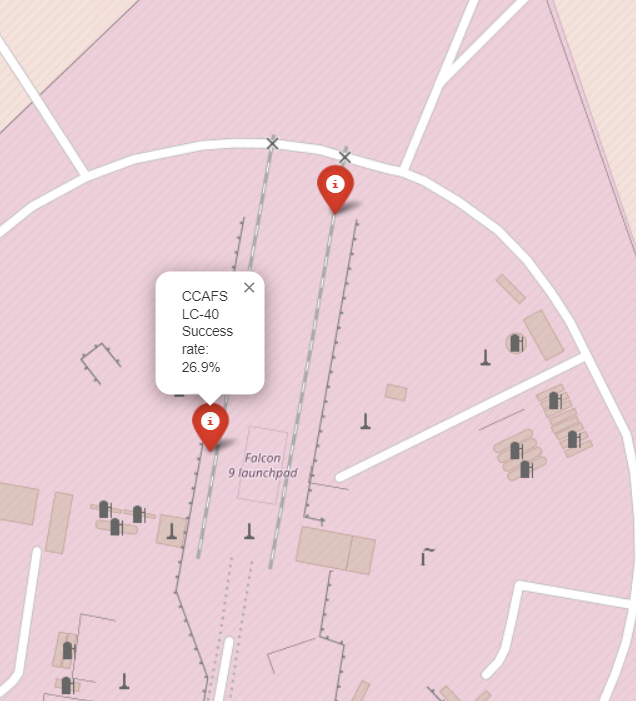 CCAFS
LC-40
Success
rate:
26.9%
Falcon
9 launchpad